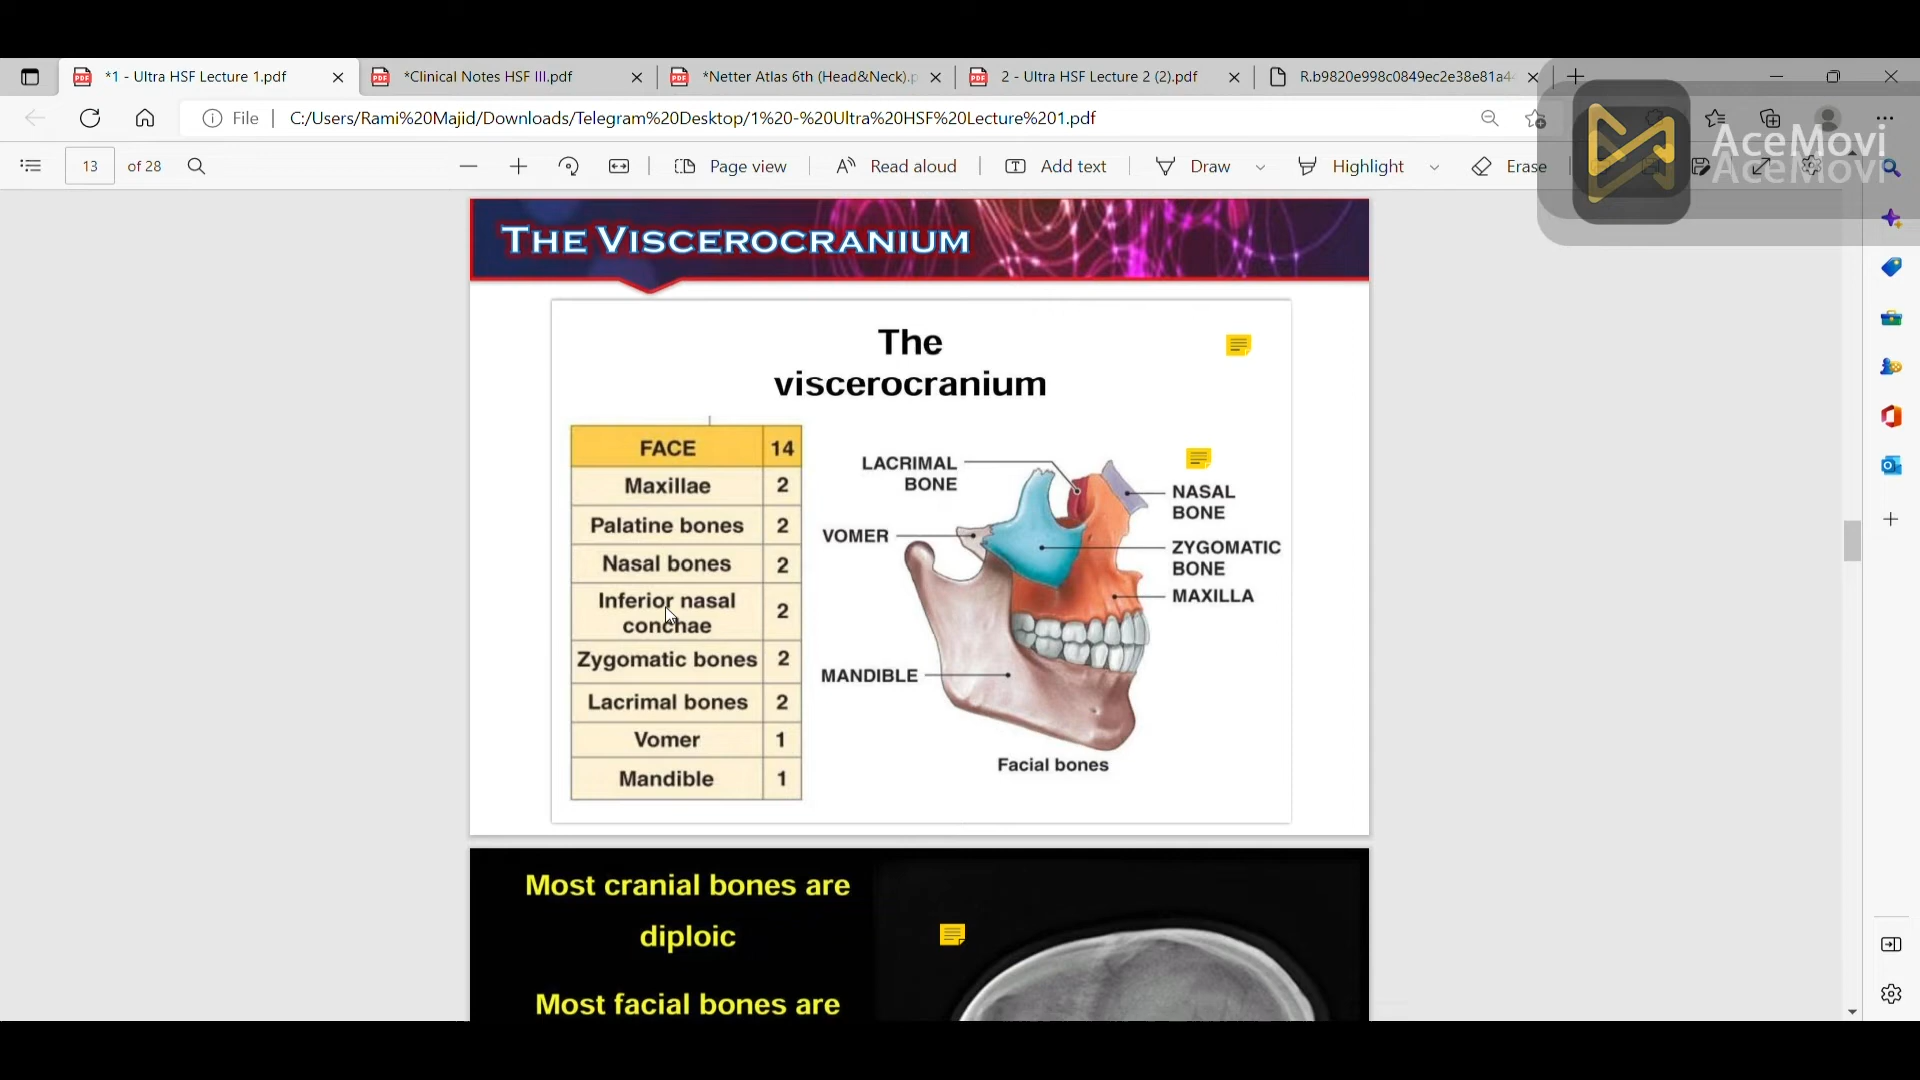 *1 - Ultra HSF Lecture 1.pdf
*Clinical Notes HSF III.pdf
*Netter Atlas 6th (Head&Neck).p
2 - Ultra HSF Lecture 2 (2).pdf
R.b9820e998c0849ec2e38e81a4
File
C:/Users/Rami%20Majid/Downloads/Telegram%20Desktop/1%20-%20Ultra%20HSF%20Lecture%201.pdf
AceMovi
AceMovi
13 of 28
Page view
Read aloud
Add text
Draw
Highlight
Erase
THE VISCEROCRANIUM
The
viscerocranium
FACE 14
Maxillae 2
Palatine bones 2
Nasal bones 2
Inferior nasal
conchae 2
Zygomatic bones 2
Lacrimal bones 2
Vomer 1
Mandible 1
LACRIMAL
BONE
VOMER
MANDIBLE
NASAL
BONE
ZYGOMATIC
BONE
MAXILLA
Facial bones
Most cranial bones are
diploic
Most facial bones are